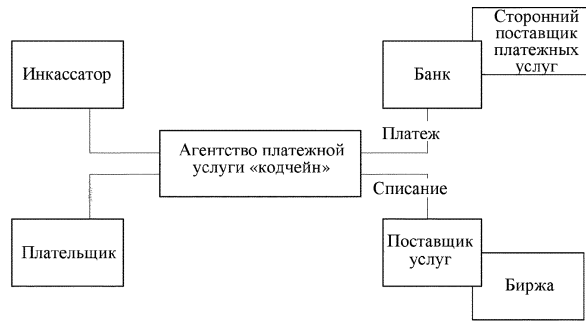 Сторонний
поставщик
платежных
услуг
Инкассатор
Банк
Платеж
Агентство платежной
услуги «кодчейн»
Списание
Плательщик
Поставщик
услуг
Биржа